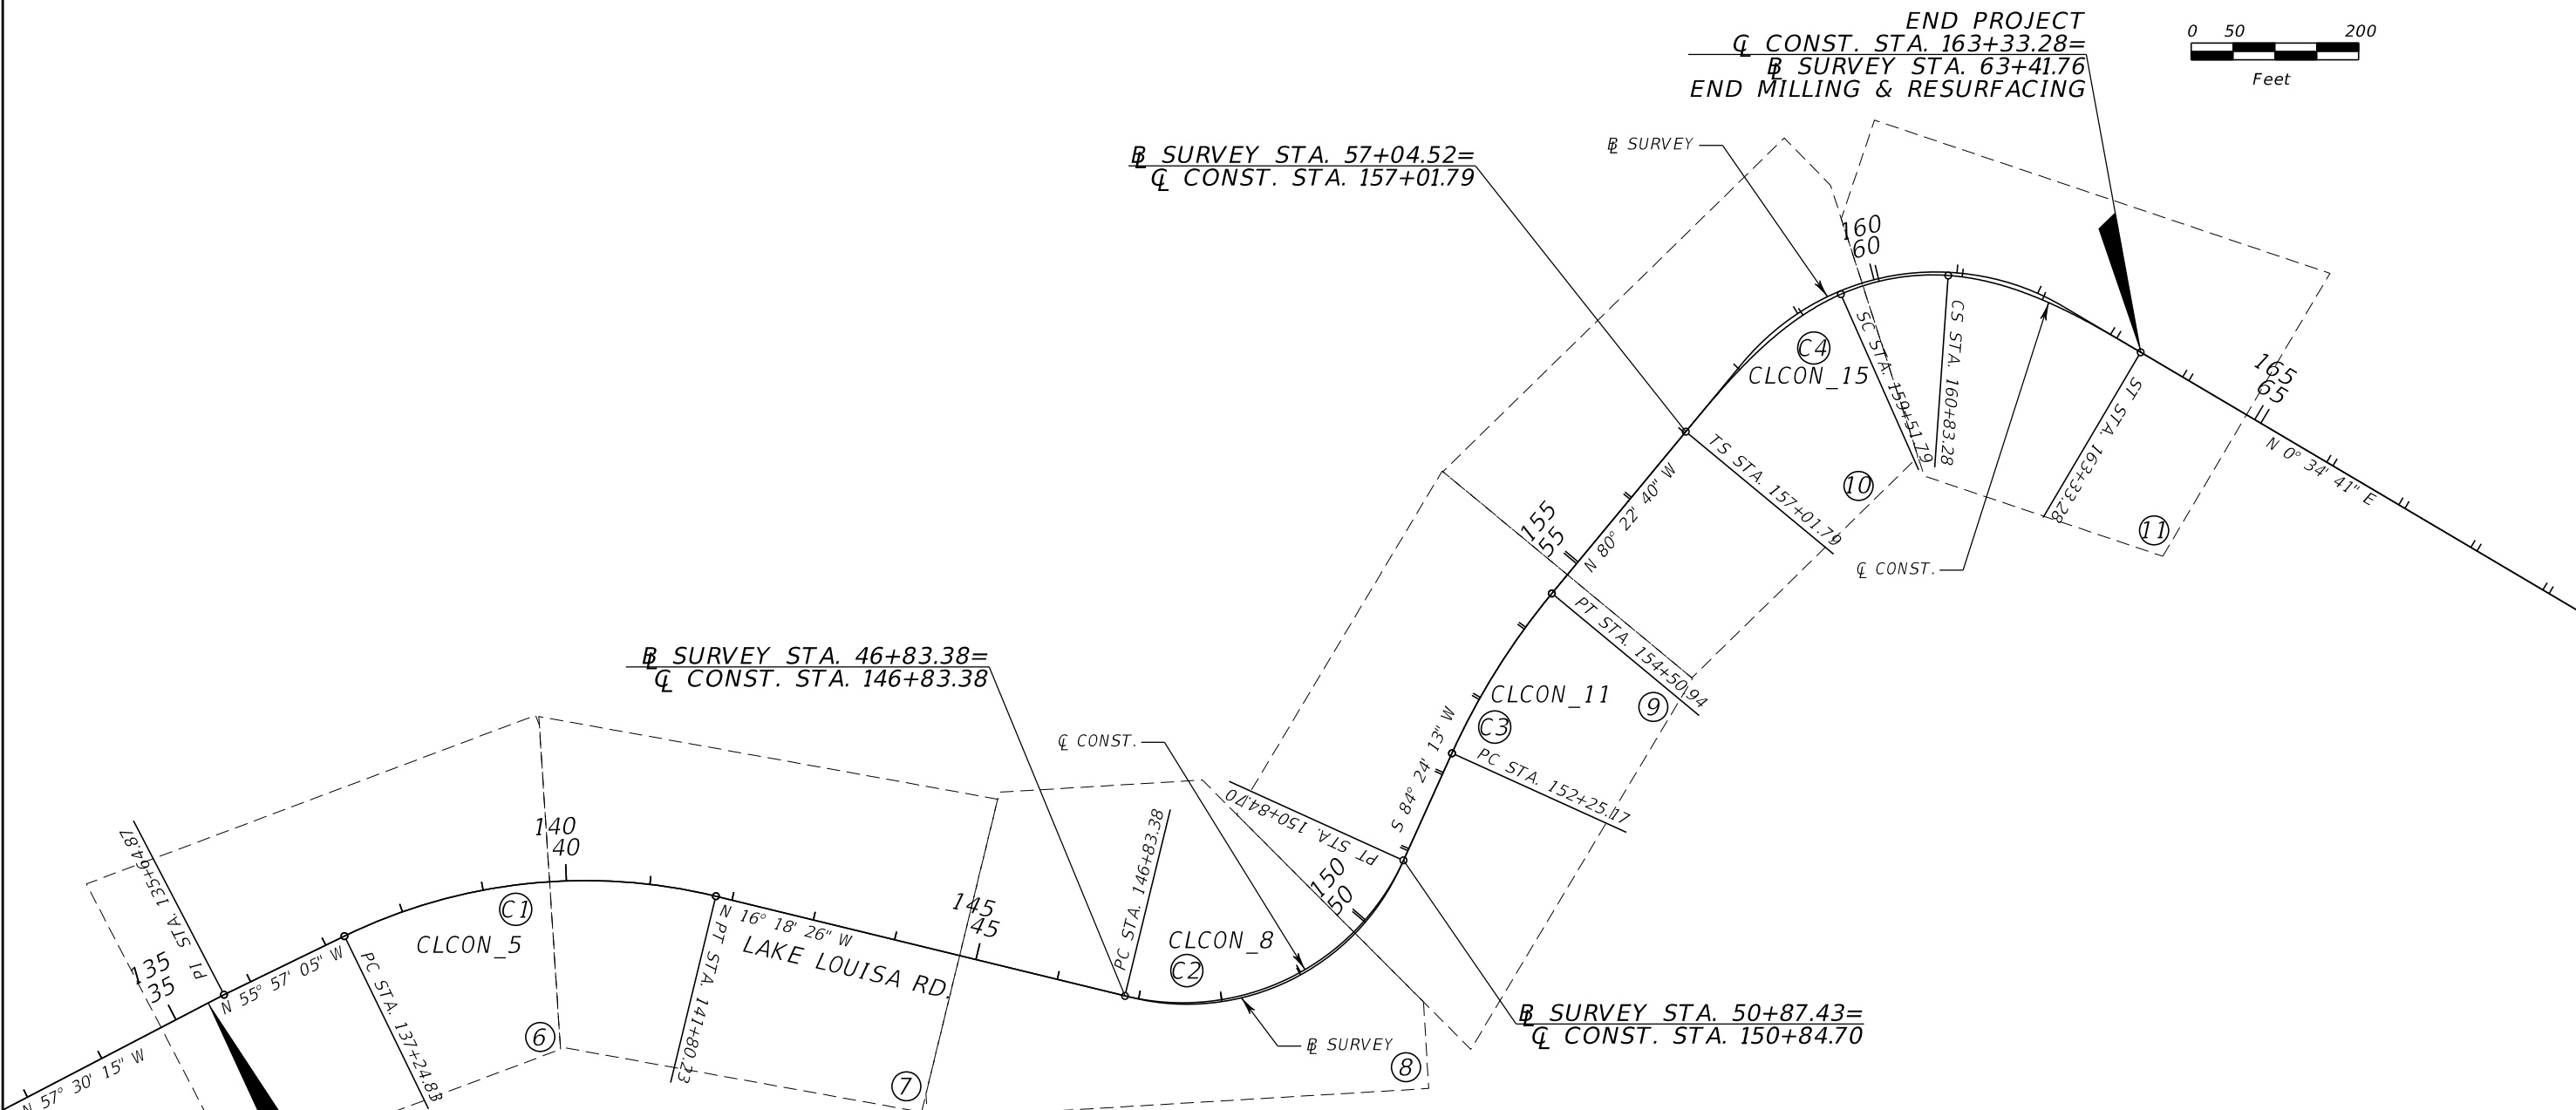 END PROJECT
℄ CONST. STA. 163+33.28=
BL SURVEY STA. 63+41.76
END MILLING & RESURFACING
0 50 200
Feet
BL SURVEY STA. 57+04.52=
℄ CONST. STA. 157+01.79
BL SURVEY
160
60
C4
CLCON_15
SC STA. 159+51.79
CS STA. 160+83.28
ST STA. 163+33.28
165
65
N 0° 34' 41" E
TS STA. 157+01.79
10
11
℄ CONST.
155
55
N 80° 22' 40" W
PT STA. 154+50.94
9
CLCON_11
C3
S 84° 24' 13" W
PC STA. 152+25.17
BL SURVEY STA. 46+83.38=
℄ CONST. STA. 146+83.38
℄ CONST.
PT STA. 150+84.70
150
50
PC STA. 146+83.38
CLCON_8
C2
140
40
C1
CLCON_5
145
45
N 16° 18' 26" W
LAKE LOUISA RD.
PT STA. 141+80.23
PI STA. 135+64.87
135
35
N 55° 57' 05" W
PC STA. 137+24.83
6
7
8
BL SURVEY
BL SURVEY STA. 50+87.43=
℄ CONST. STA. 150+84.70
N 57° 30' 15" W